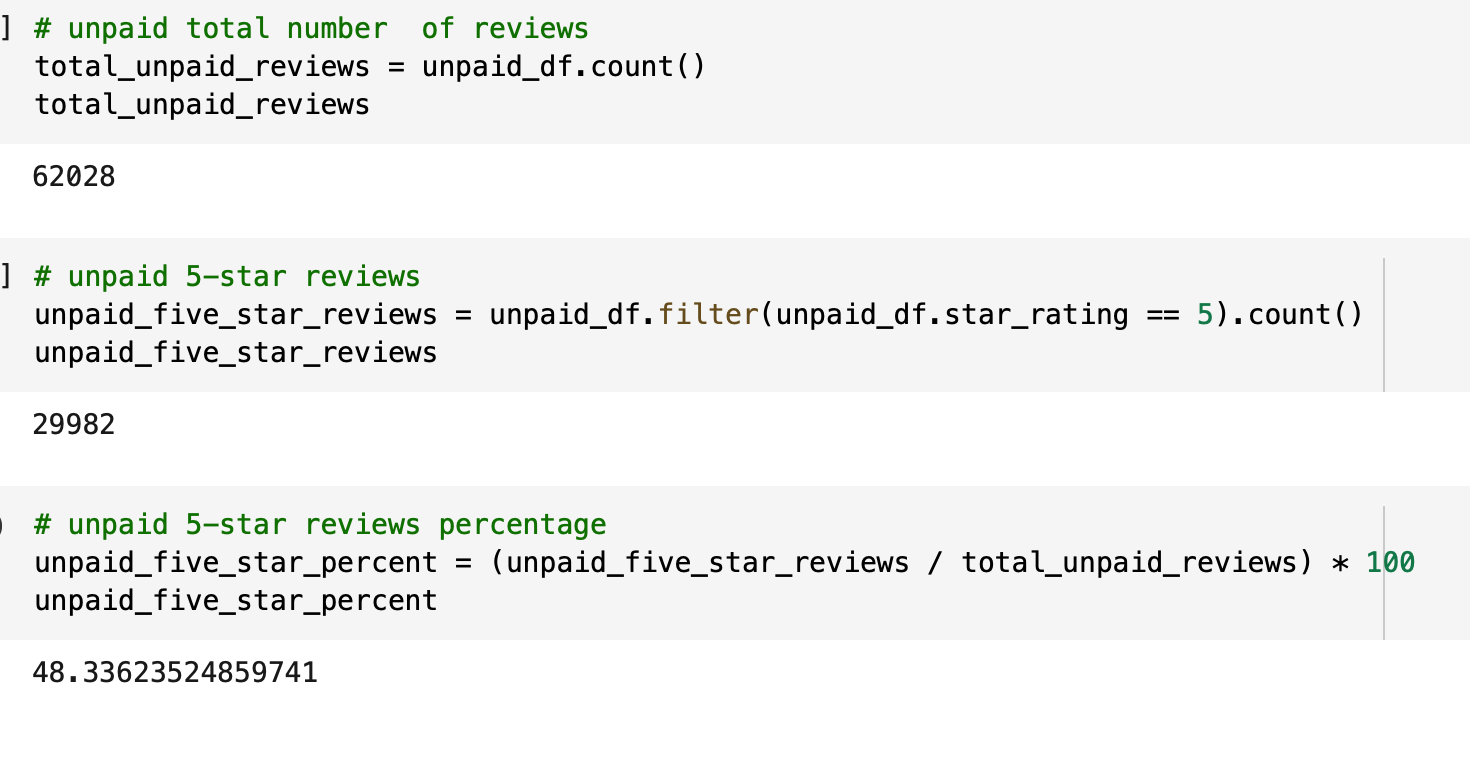 ] # unpaid total number  of reviews
total_unpaid_reviews = unpaid_df.count()
total_unpaid_reviews
62028
] # unpaid 5-star reviews
unpaid_five_star_reviews = unpaid_df.filter(unpaid_df.star_rating == 5).count()
unpaid_five_star_reviews
29982
# unpaid 5-star reviews percentage
unpaid_five_star_percent = (unpaid_five_star_reviews / total_unpaid_reviews) * 100
unpaid_five_star_percent
48.33623524859741